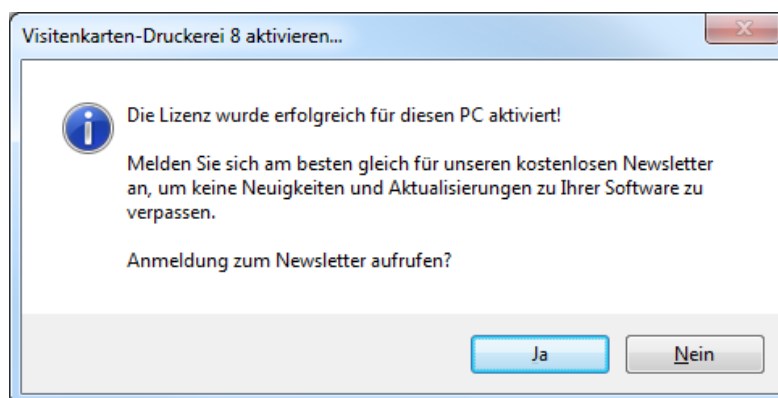 Visitenkarten-Druckerei 8 aktivieren...
Die Lizenz wurde erfolgreich für diesen PC aktiviert!
Melden Sie sich am besten gleich für unseren kostenlosen Newsletter
an, um keine Neuigkeiten und Aktualisierungen zu Ihrer Software zu
verpassen.
Anmeldung zum Newsletter aufrufen?
Ja
Nein